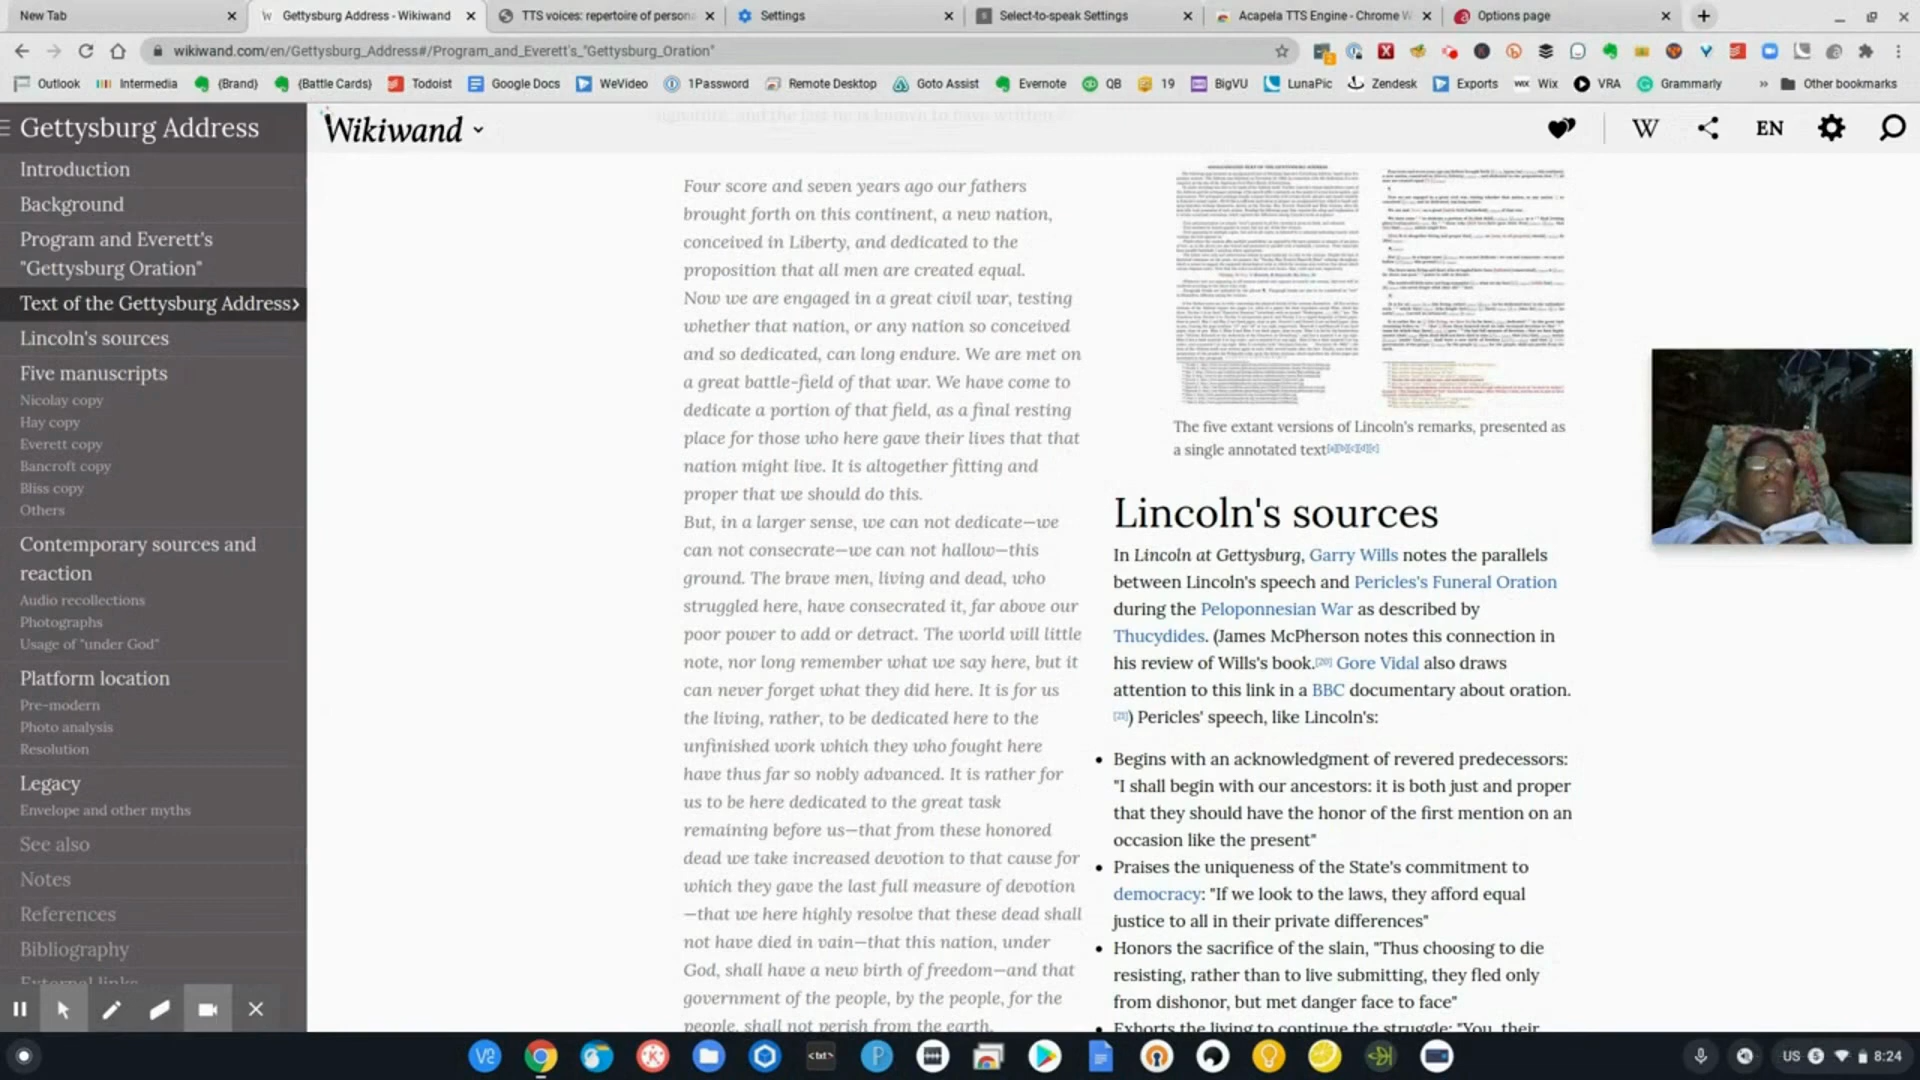 New Tab
Gettysburg Address - Wikiwand
TTS voices: repertoire of persona
Settings
Select-to-speak Settings
Acapela TTS Engine - Chrome W
Options page
wikiwand.com/en/Gettysburg_Address#/Program_and_Everett's_"Gettysburg_Oration"
Outlook
Intermedia
(Brand)
(Battle Cards)
Todoist
Google Docs
WeVideo
1Password
Remote Desktop
Goto Assist
Evernote
QB
19
BigVU
LunaPic
Zendesk
Exports
WIX Wix
VRA
Grammarly
Other bookmarks
Gettysburg Address
Introduction
Background
Program and Everett's
"Gettysburg Oration"
Text of the Gettysburg Address
Lincoln's sources
Five manuscripts
Nicolay copy
Hay copy
Everett copy
Bancroft copy
Bliss copy
Others
Contemporary sources and
reaction
Audio recollections
Photographs
Usage of "under God"
Platform location
Pre-modern
Photo analysis
Resolution
Legacy
Envelope and other myths
See also
Notes
References
Bibliography
External links
Wikiwand
W
EN
signature, and the last he is known to have written.
Four score and seven years ago our fathers
brought forth on this continent, a new nation,
conceived in Liberty, and dedicated to the
proposition that all men are created equal.
Now we are engaged in a great civil war, testing
whether that nation, or any nation so conceived
and so dedicated, can long endure. We are met on
a great battle-field of that war. We have come to
dedicate a portion of that field, as a final resting
place for those who here gave their lives that that
nation might live. It is altogether fitting and
proper that we should do this.
But, in a larger sense, we can not dedicate—we
can not consecrate—we can not hallow—this
ground. The brave men, living and dead, who
struggled here, have consecrated it, far above our
poor power to add or detract. The world will little
note, nor long remember what we say here, but it
can never forget what they did here. It is for us
the living, rather, to be dedicated here to the
unfinished work which they who fought here
have thus far so nobly advanced. It is rather for
us to be here dedicated to the great task
remaining before us—that from these honored
dead we take increased devotion to that cause for
which they gave the last full measure of devotion
—that we here highly resolve that these dead shall
not have died in vain—that this nation, under
God, shall have a new birth of freedom—and that
government of the people, by the people, for the
people, shall not perish from the earth.
The five extant versions of Lincoln's remarks, presented as
a single annotated text[a][b][c][d][e]
Lincoln's sources
In Lincoln at Gettysburg, Garry Wills notes the parallels
between Lincoln's speech and Pericles's Funeral Oration
during the Peloponnesian War as described by
Thucydides. (James McPherson notes this connection in
his review of Wills's book.[20] Gore Vidal also draws
attention to this link in a BBC documentary about oration.
[21]) Pericles' speech, like Lincoln's:
• Begins with an acknowledgment of revered predecessors:
"I shall begin with our ancestors: it is both just and proper
that they should have the honor of the first mention on an
occasion like the present"
• Praises the uniqueness of the State's commitment to
democracy: "If we look to the laws, they afford equal
justice to all in their private differences"
• Honors the sacrifice of the slain, "Thus choosing to die
resisting, rather than to live submitting, they fled only
from dishonor, but met danger face to face"
• Exhorts the living to continue the struggle: "You, their
<txt>
US
8:24